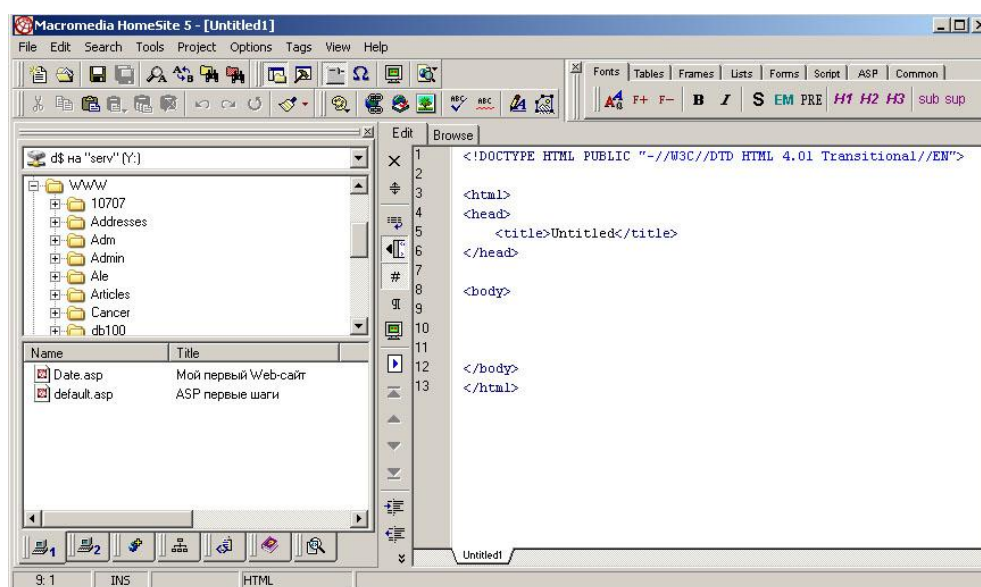 Macromedia HomeSite 5 - [Untitled1]
File Edit Search Tools Project Options Tags View Help
Fonts Tables Frames Lists Forms Script ASP Common
F+ F- B I S EM PRE H1 H2 H3 sub sup
Edit Browse
d$ на "serv" (Y:)
WWW
10707
Addresses
Adm
Admin
Ale
Articles
Cancer
db100
Name Title
Date.asp Мой первый Web-сайт
default.asp ASP первые шаги
1 <!DOCTYPE HTML PUBLIC "-//W3C//DTD HTML 4.01 Transitional//EN">
2
3 <html>
4 <head>
5 <title>Untitled</title>
6 </head>
7
8 <body>
9
10
11
12 </body>
13 </html>
Untitled1
9: 1 INS HTML